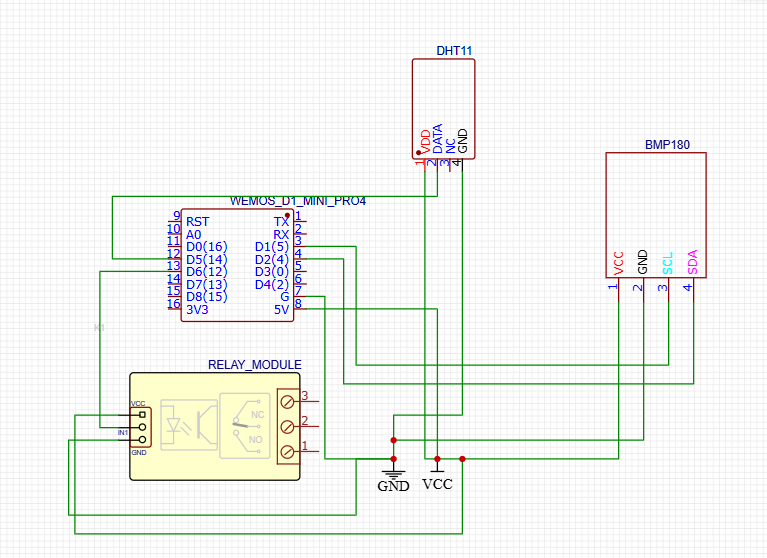 DHT11
VDD
DATA
NC
GND
1
2
3
4
BMP180
VCC
GND
SCL
SDA
1
2
3
4
WEMOS_D1_MINI_PRO4
9 RST TX 1
10 A0 RX 2
11 D0(16) D1(5) 3
12 D5(14) D2(4) 4
13 D6(12) D3(0) 5
14 D7(13) D4(2) 6
15 D8(15) G 7
16 3V3 5V 8
K1
RELAY_MODULE
VCC
IN1
GND
NC
NO
3
2
1
GND
VCC